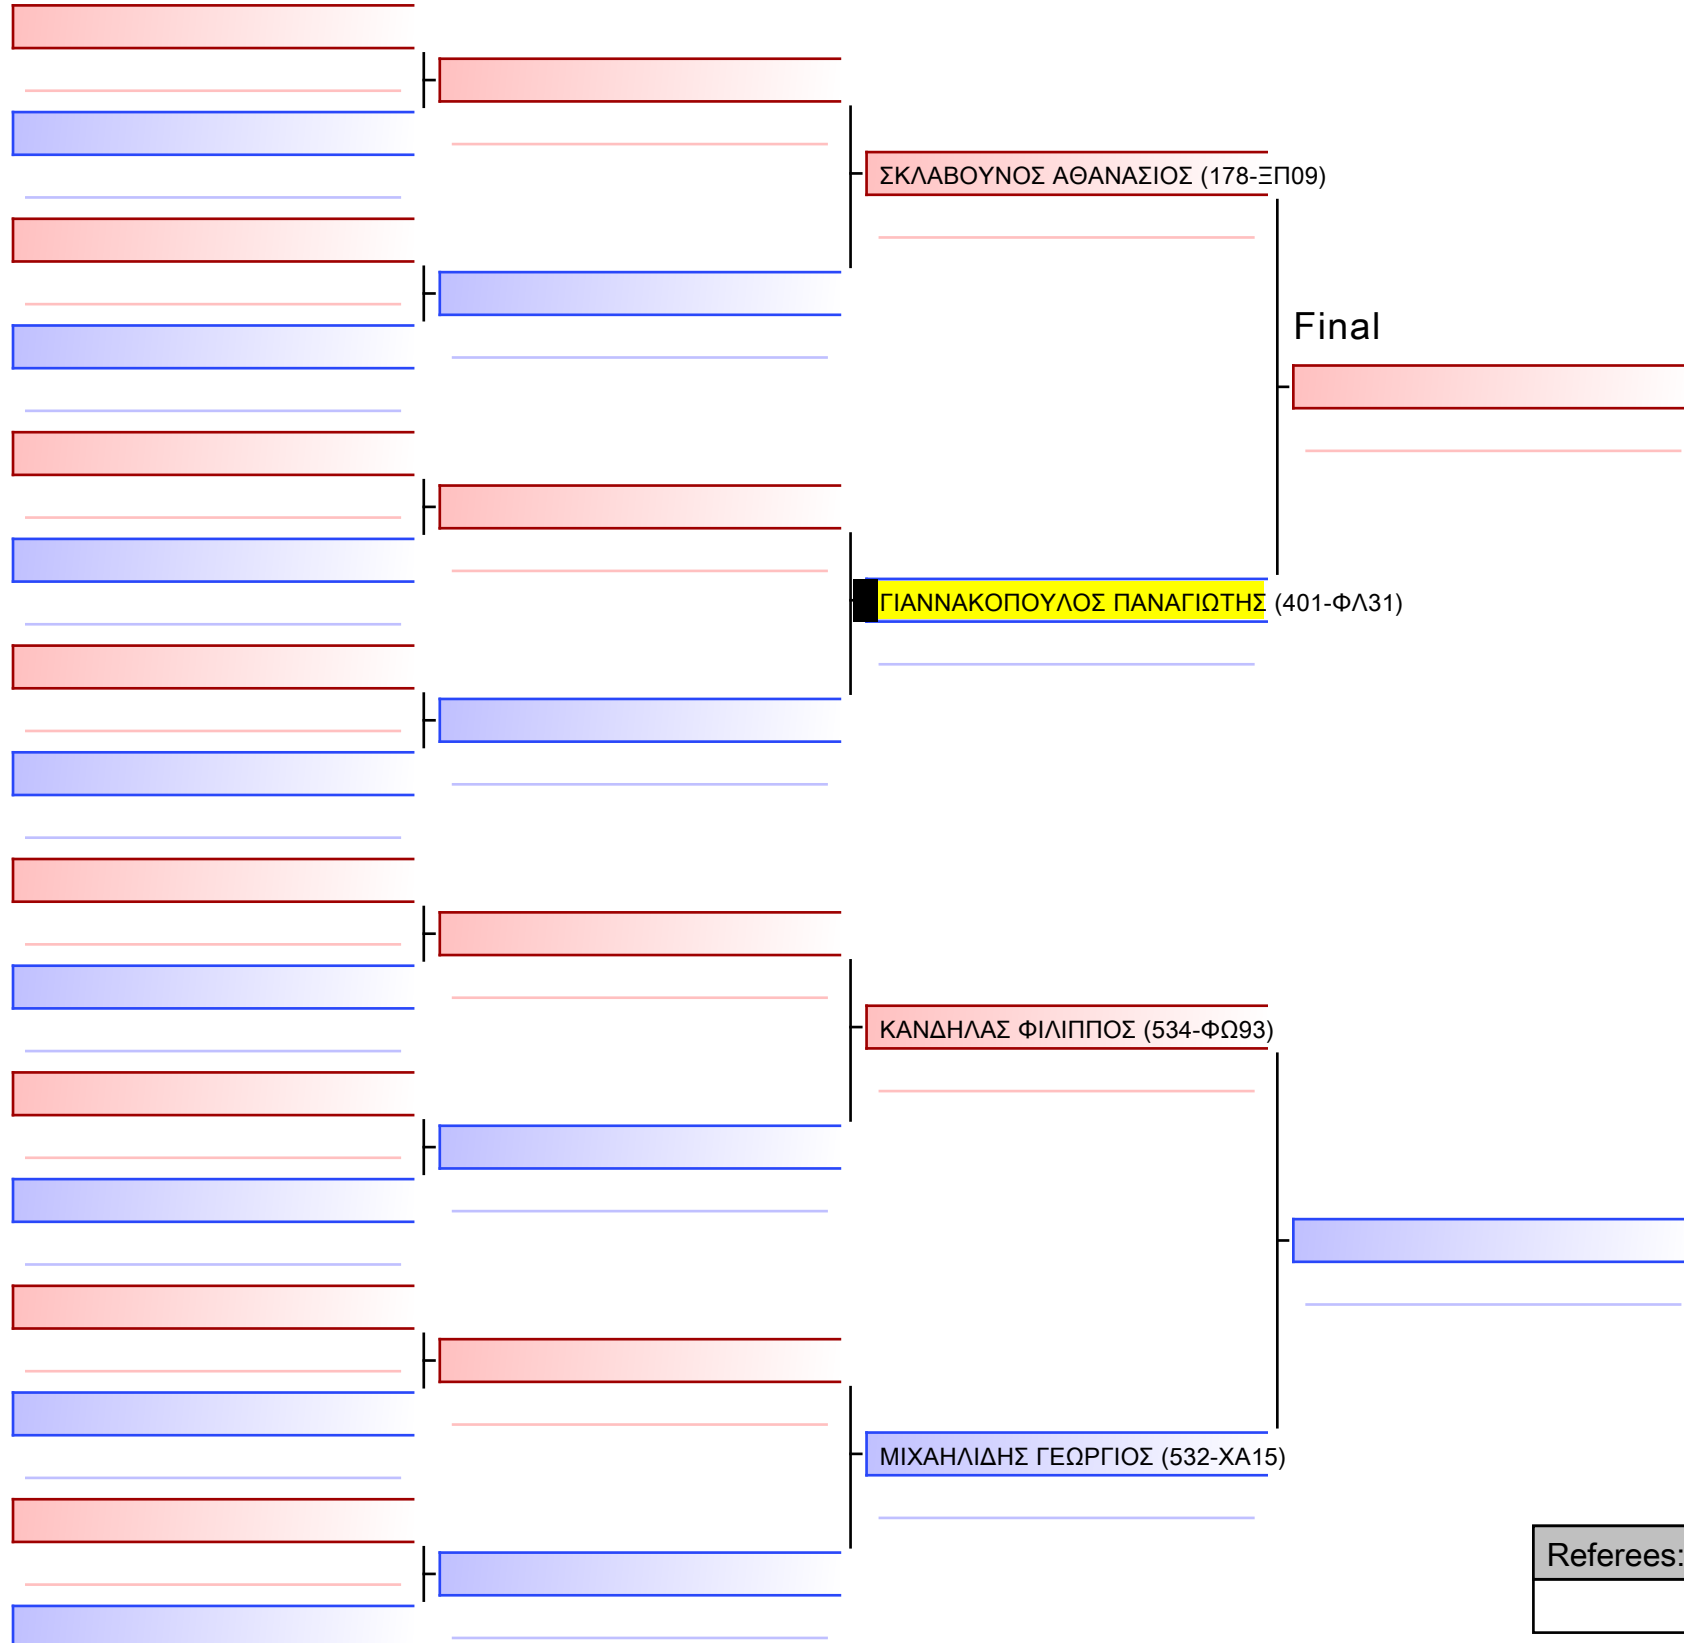 ΣΚΛΑΒΟΥΝΟΣ ΑΘΑΝΑΣΙΟΣ (178-ΞΠ09)
Final
ΓΙΑΝΝΑΚΟΠΟΥΛΟΣ ΠΑΝΑΓΙΩΤΗΣ (401-ΦΛ31)
ΚΑΝΔΗΛΑΣ ΦΙΛΙΠΠΟΣ (534-ΦΩ93)
ΜΙΧΑΗΛΙΔΗΣ ΓΕΩΡΓΙΟΣ (532-ΧΑ15)
Referees: